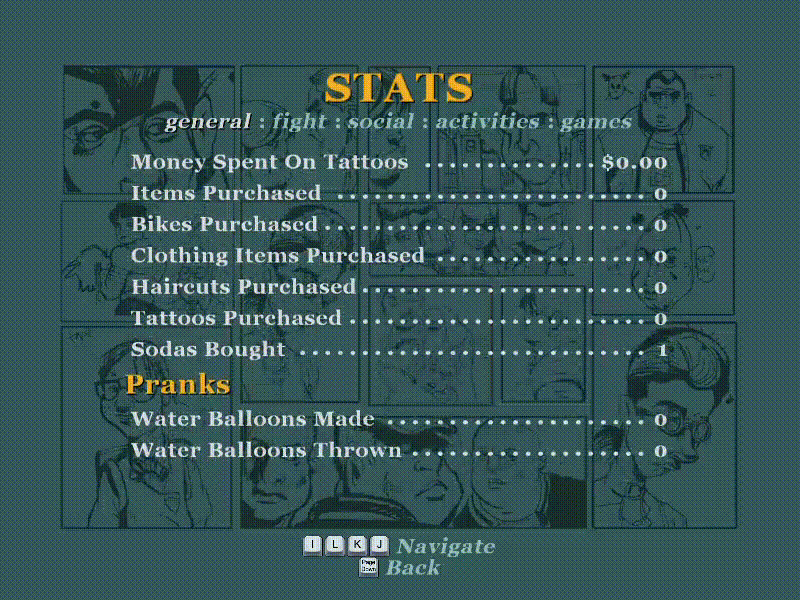 STATS
general : fight : social : activities : games
Money Spent On Tattoos .............. $0.00
Items Purchased ......................... 0
Bikes Purchased .......................... 0
Clothing Items Purchased ................. 0
Haircuts Purchased ....................... 0
Tattoos Purchased ........................ 0
Sodas Bought ............................ 1
Pranks
Water Balloons Made ..................... 0
Water Balloons Thrown ................... 0
I L K J Navigate
Page Down Back